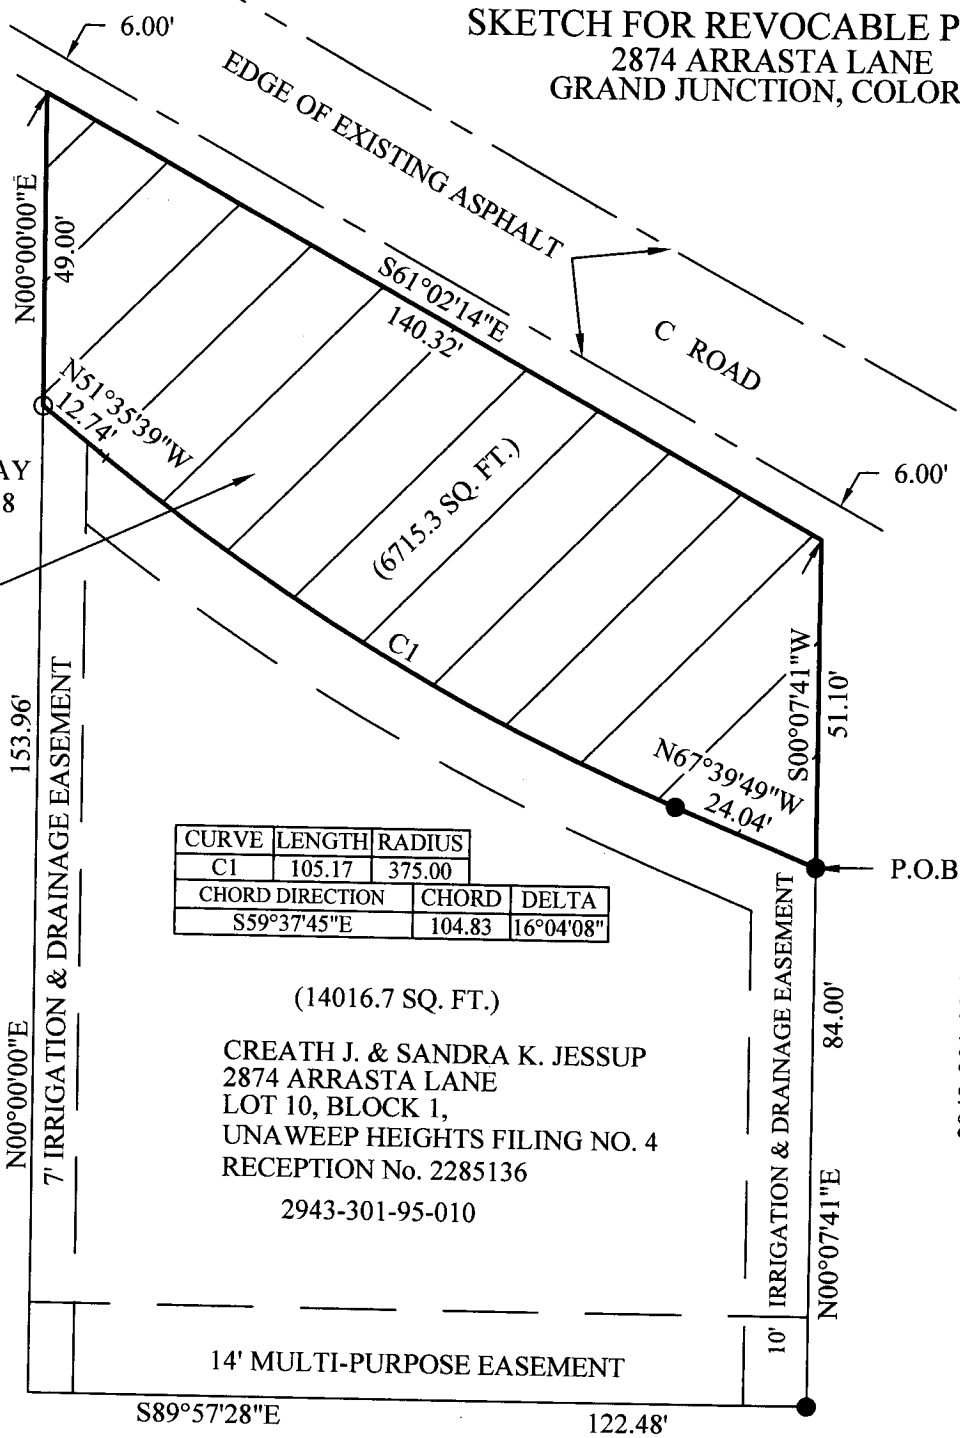 6.00'
SKETCH FOR REVOCABLE P
2874 ARRASTA LANE
GRAND JUNCTION, COLOR
EDGE OF EXISTING ASPHALT
N00°00'00"E
49.00'
S61°02'14"E
140.32'
C ROAD
N51°35'39"W
12.74'
AY
8
(6715.3 SQ. FT.)
6.00'
C1
S00°07'41"W
51.10'
N67°39'49"W
24.04'
153.96'
N00°00'00"E
7' IRRIGATION & DRAINAGE EASEMENT
CURVE LENGTH RADIUS
C1 105.17 375.00
CHORD DIRECTION CHORD DELTA
S59°37'45"E 104.83 16°04'08"
P.O.B
(14016.7 SQ. FT.)
CREATH J. & SANDRA K. JESSUP
2874 ARRASTA LANE
LOT 10, BLOCK 1,
UNAWEEP HEIGHTS FILING NO. 4
RECEPTION No. 2285136
2943-301-95-010
10' IRRIGATION & DRAINAGE EASEMENT
84.00'
N00°07'41"E
14' MULTI-PURPOSE EASEMENT
S89°57'28"E
122.48'